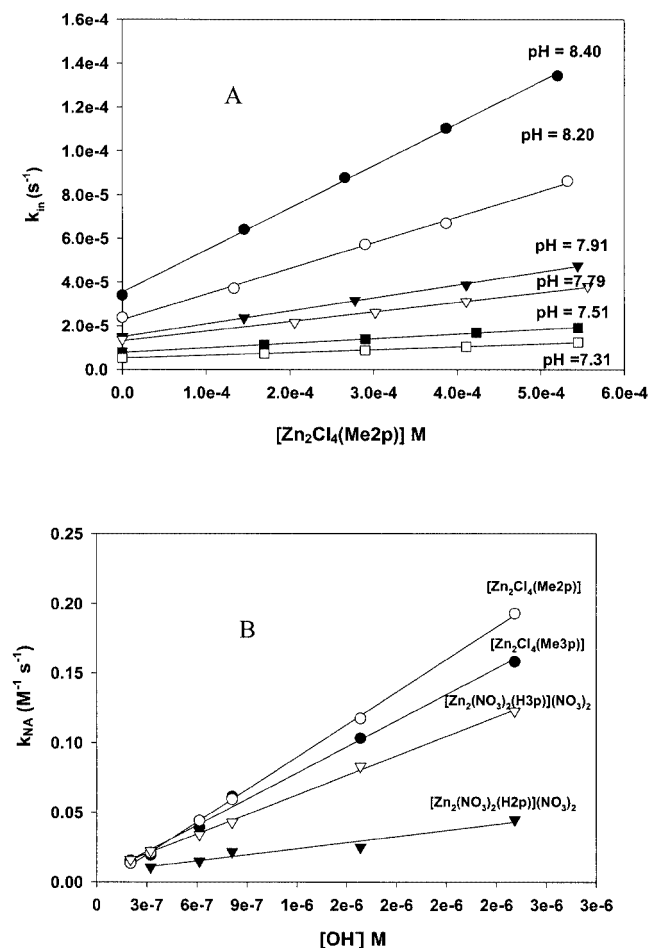 1.6e-4
1.4e-4
1.2e-4
1.0e-4
8.0e-5
6.0e-5
4.0e-5
2.0e-5
0.0
k_in (s⁻¹)
A
pH = 8.40
pH = 8.20
pH = 7.91
pH = 7.79
pH = 7.51
pH =7.31
0.0 1.0e-4 2.0e-4 3.0e-4 4.0e-4 5.0e-4 6.0e-4
[Zn₂Cl₄(Me2p)] M
0.25
0.20
0.15
0.10
0.05
0.00
k_NA (M⁻¹ s⁻¹)
B
[Zn₂Cl₄(Me2p)]
[Zn₂Cl₄(Me3p)]
[Zn₂(NO₃)₂(H3p)](NO₃)₂
[Zn₂(NO₃)₂(H2p)](NO₃)₂
0 3e-7 6e-7 9e-7 1e-6 2e-6 2e-6 2e-6 3e-6 3e-6
[OH⁻] M